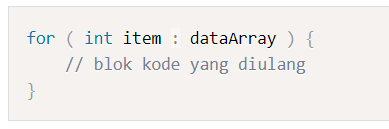 for ( int item : dataArray ) {
    // blok kode yang diulang
}